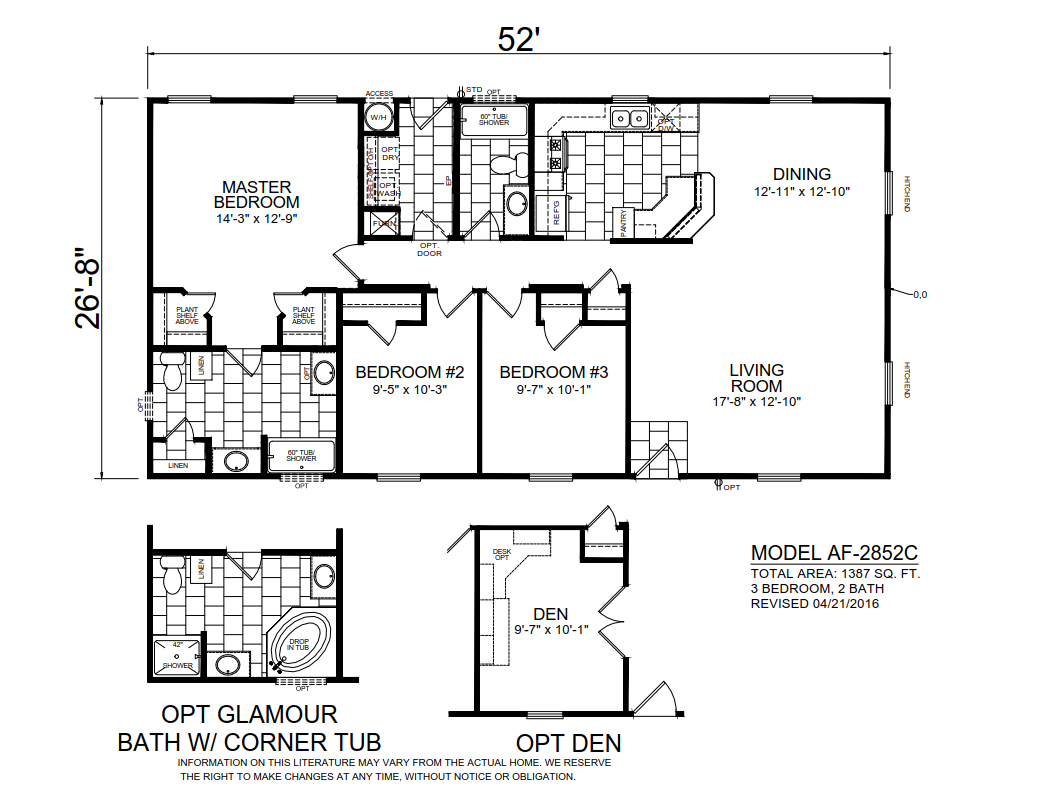 52'
26'-8"
ACCESS
STD
OPT
W/H
60" TUB/
SHOWER
OPT
D/W
OPT
DRY
OPT
WASH
EP
FURN
REF'G
PANTRY
OPT.
DOOR
MASTER
BEDROOM
14'-3" x 12'-9"
DINING
12'-11" x 12'-10"
HITCH END
0,0
PLANT
SHELF
ABOVE
PLANT
SHELF
ABOVE
LINEN
OPT
OPT
BEDROOM #2
9'-5" x 10'-3"
BEDROOM #3
9'-7" x 10'-1"
LIVING
ROOM
17'-8" x 12'-10"
HITCH END
LINEN
60" TUB/
SHOWER
OPT
OPT
LINEN
42"
SHOWER
DROP
IN TUB
OPT
OPT GLAMOUR
BATH W/ CORNER TUB
DESK
OPT
DEN
9'-7" x 10'-1"
OPT DEN
MODEL AF-2852C
TOTAL AREA: 1387 SQ. FT.
3 BEDROOM, 2 BATH
REVISED 04/21/2016
INFORMATION ON THIS LITERATURE MAY VARY FROM THE ACTUAL HOME. WE RESERVE
THE RIGHT TO MAKE CHANGES AT ANY TIME, WITHOUT NOTICE OR OBLIGATION.